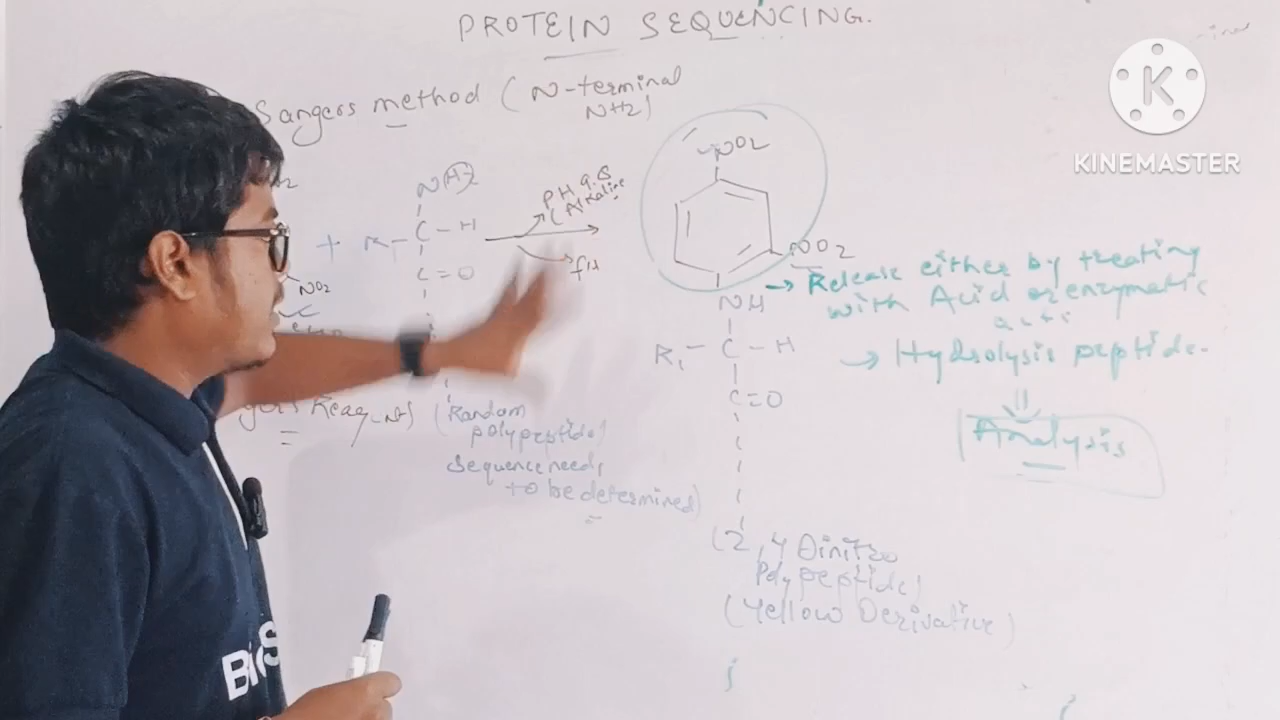 PROTEIN SEQUENCING.
Sangers method (N-terminal
NH2)
NO2
NH2
PH 9.8
(Alkaline
+ R - C - H
C=O
NO2
NO2
NH
R1 - C - H
C=O
→ Release either by treating
with Acid or enzymatic
→ Hydrolysis peptide.
Analysis
(Random
polypeptide/
sequence needs
to be determined)
(2,4 Dinitro
Polypeptide/
(Yellow Derivative)
K
KINEMASTER